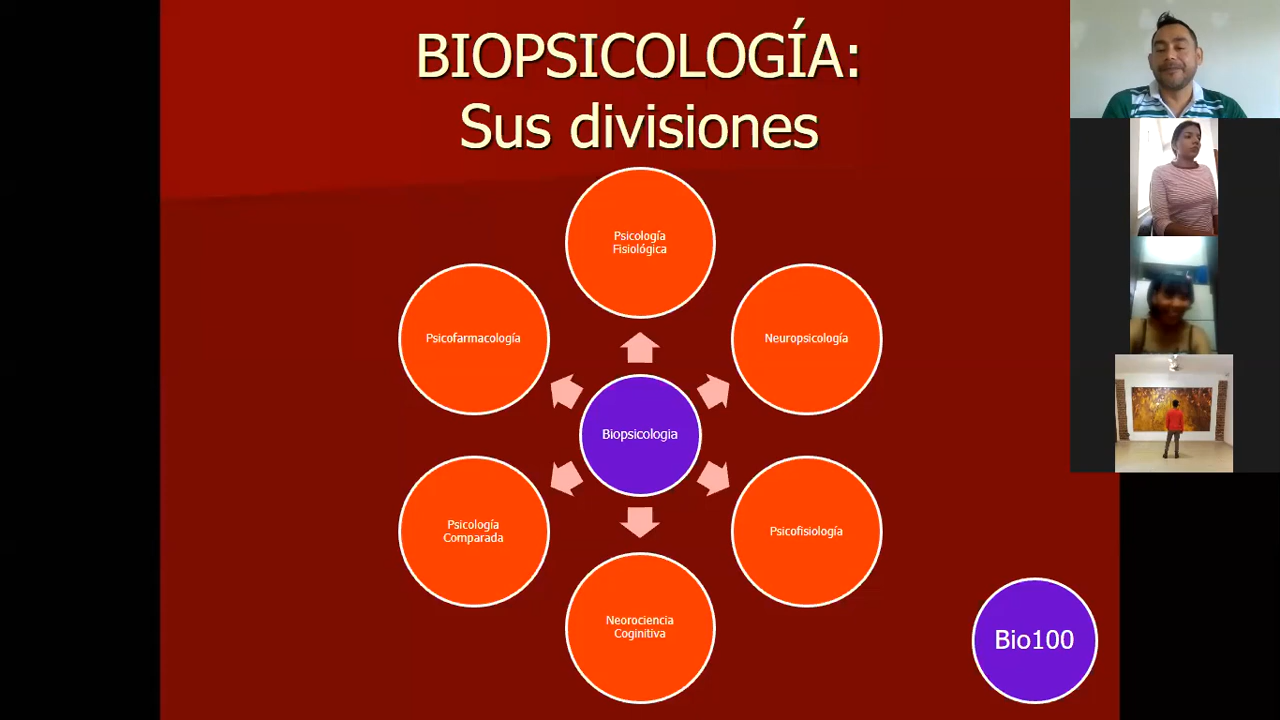 BIOPSICOLOGÍA:
Sus divisiones
Psicología
Fisiológica
Psicofarmacología
Neuropsicología
Biopsicologia
Psicología
Comparada
Psicofisiología
Neorociencia
Coginitiva
Bio100